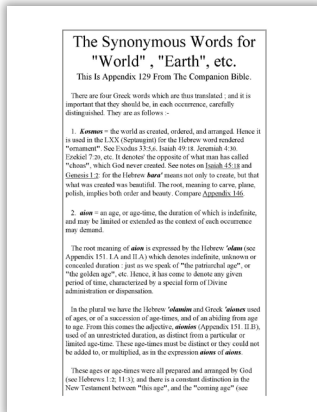 The Synonymous Words for
"World" , "Earth", etc.
This Is Appendix 129 From The Companion Bible.
There are four Greek words which are thus translated ; and it is
important that they should be, in each occurrence, carefully
distinguished. They are as follows :-
1. Kosmos = the world as created, ordered, and arranged. Hence it
is used in the LXX (Septuagint) for the Hebrew word rendered
"ornament". See Exodus 33:5,6. Isaiah 49:18. Jeremiah 4:30.
Ezekiel 7:20, etc. It denotes' the opposite of what man has called
"chaos", which God never created. See notes on Isaiah 45:18 and
Genesis 1:2: for the Hebrew bara' means not only to create, but that
what was created was beautiful. The root, meaning to carve, plane,
polish, implies both order and beauty. Compare Appendix 146.
2. aion = an age, or age-time, the duration of which is indefinite,
and may be limited or extended as the context of each occurrence
may demand.
The root meaning of aion is expressed by the Hebrew 'olam (see
Appendix 151. I.A and II.A) which denotes indefinite, unknown or
concealed duration : just as we speak of "the patriarchal age", or
"the golden age", etc. Hence, it has come to denote any given
period of time, characterized by a special form of Divine
administration or dispensation.
In the plural we have the Hebrew 'olamim and Greek 'aiones used
of ages, or of a succession of age-times, and of an abiding from age
to age. From this comes the adjective, aionios (Appendix 151. II.B),
used of an unrestricted duration, as distinct from a particular or
limited age-time. These age-times must be distinct or they could not
be added to, or multiplied, as in the expression aions of aions.
These ages or age-times were all prepared and arranged by God
(see Hebrews 1:2; 11:3); and there is a constant distinction in the
New Testament between "this age", and the "coming age" (see